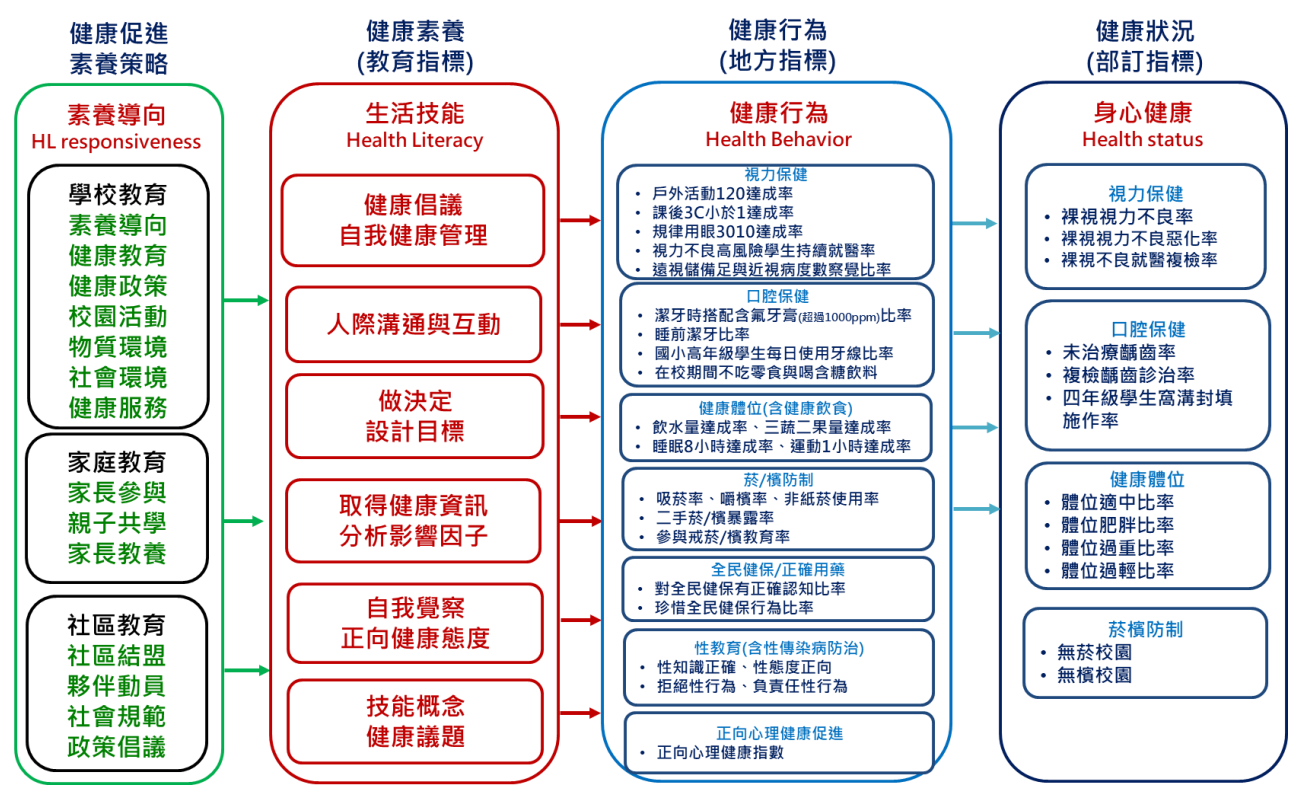 健康促進
素養策略
素養導向
HL responsiveness
學校教育
素養導向
健康教育
健康政策
校園活動
物質環境
社會環境
健康服務
家庭教育
家長參與
親子共學
家長教養
社區教育
社區結盟
夥伴動員
社會規範
政策倡議
健康素養
(教育指標)
生活技能
Health Literacy
健康倡議
自我健康管理
人際溝通與互動
做決定
設計目標
取得健康資訊
分析影響因子
自我覺察
正向健康態度
技能概念
健康議題
健康行為
(地方指標)
健康行為
Health Behavior
視力保健
• 戶外活動120達成率
• 課後3C小於1達成率
• 規律用眼3010達成率
• 視力不良高風險學生持續就醫率
• 遠視儲備足與近視病度數察覺比率
口腔保健
• 潔牙時搭配含氟牙膏(超過1000ppm)比率
• 睡前潔牙比率
• 國小高年級學生每日使用牙線比率
• 在校期間不吃零食與喝含糖飲料
健康體位(含健康飲食)
• 飲水量達成率、三蔬二果量達成率
• 睡眠8小時達成率、運動1小時達成率
菸/檳防制
• 吸菸率、嚼檳率、非紙菸使用率
• 二手菸/檳暴露率
• 參與戒菸/檳教育率
全民健保/正確用藥
• 對全民健保有正確認知比率
• 珍惜全民健保行為比率
性教育(含性傳染病防治)
• 性知識正確、性態度正向
• 拒絕性行為、負責任性行為
正向心理健康促進
• 正向心理健康指數
健康狀況
(部訂指標)
身心健康
Health status
視力保健
• 裸視視力不良率
• 裸視視力不良惡化率
• 裸視不良就醫複檢率
口腔保健
• 未治療齲齒率
• 複檢齲齒診治率
• 四年級學生窩溝封填
施作率
健康體位
• 體位適中比率
• 體位肥胖比率
• 體位過重比率
• 體位過輕比率
菸檳防制
• 無菸校園
• 無檳校園